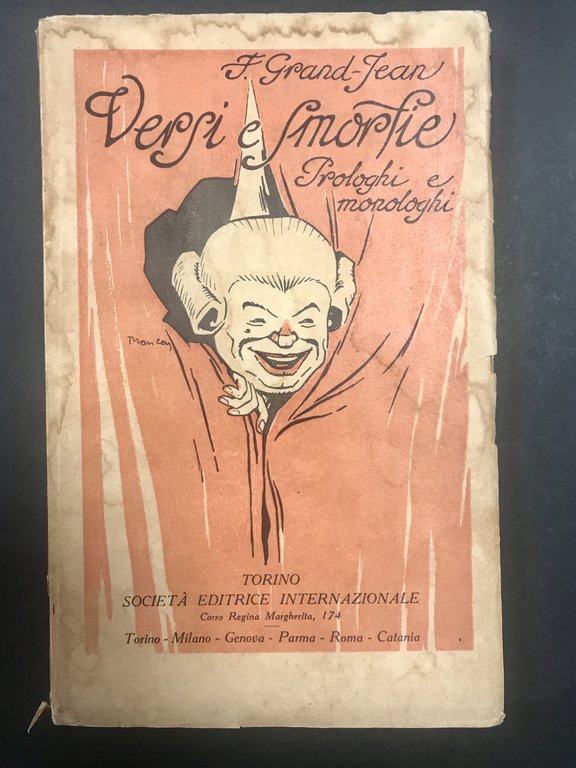 F. Grand-Jean
Versi e Smorfie
Prologhi e
monologhi
TORINO
SOCIETÀ EDITRICE INTERNAZIONALE
Corso Regina Margherita, 174
Torino - Milano - Genova - Parma - Roma - Catania